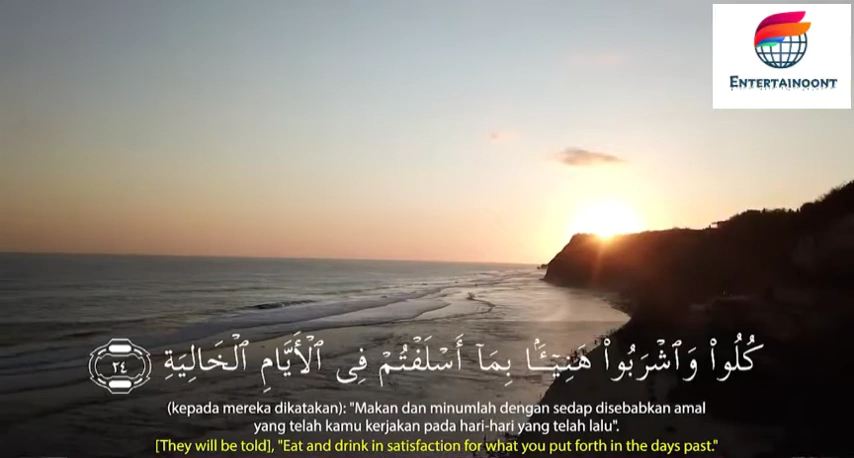 ENTERTAINOONT
كُلُوا۟ وَٱشْرَبُوا۟ هَنِيٓـًٔۢا بِمَآ أَسْلَفْتُمْ فِى ٱلْأَيَّامِ ٱلْخَالِيَةِ ٢٤
(kepada mereka dikatakan): "Makan dan minumlah dengan sedap disebabkan amal
yang telah kamu kerjakan pada hari-hari yang telah lalu".
[They will be told], "Eat and drink in satisfaction for what you put forth in the days past."